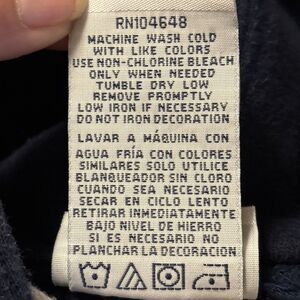 RN104648
MACHINE WASH COLD
WITH LIKE COLORS
USE NON-CHLORINE BLEACH
ONLY WHEN NEEDED
TUMBLE DRY LOW
REMOVE PROMPTLY
LOW IRON IF NECESSARY
DO NOT IRON DECORATION
LAVAR A MÁQUINA CON
AGUA FRÍA CON COLORES
SIMILARES SOLO UTILICE
BLANQUEADOR SIN CLORO
CUANDO SEA NECESARIO
SECAR EN CICLO LENTO
RETIRAR INMEDIATAMENTE
BAJO NIVEL DE HIERRO
SI ES NECESARIO
NO PLANCHAR LA DECORACIÓN